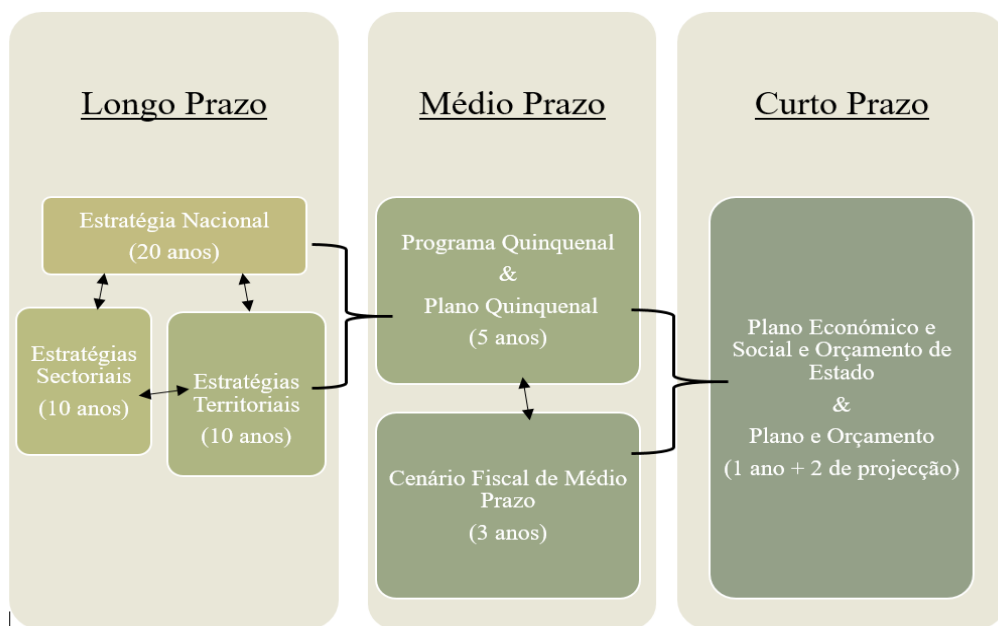 Longo Prazo
Estratégia Nacional
(20 anos)
Estratégias
Sectoriais
(10 anos)
Estratégias
Territoriais
(10 anos)
Médio Prazo
Programa Quinquenal
&
Plano Quinquenal
(5 anos)
Cenário Fiscal de Médio
Prazo
(3 anos)
Curto Prazo
Plano Económico e
Social e Orçamento de
Estado
&
Plano e Orçamento
(1 ano + 2 de projecção)